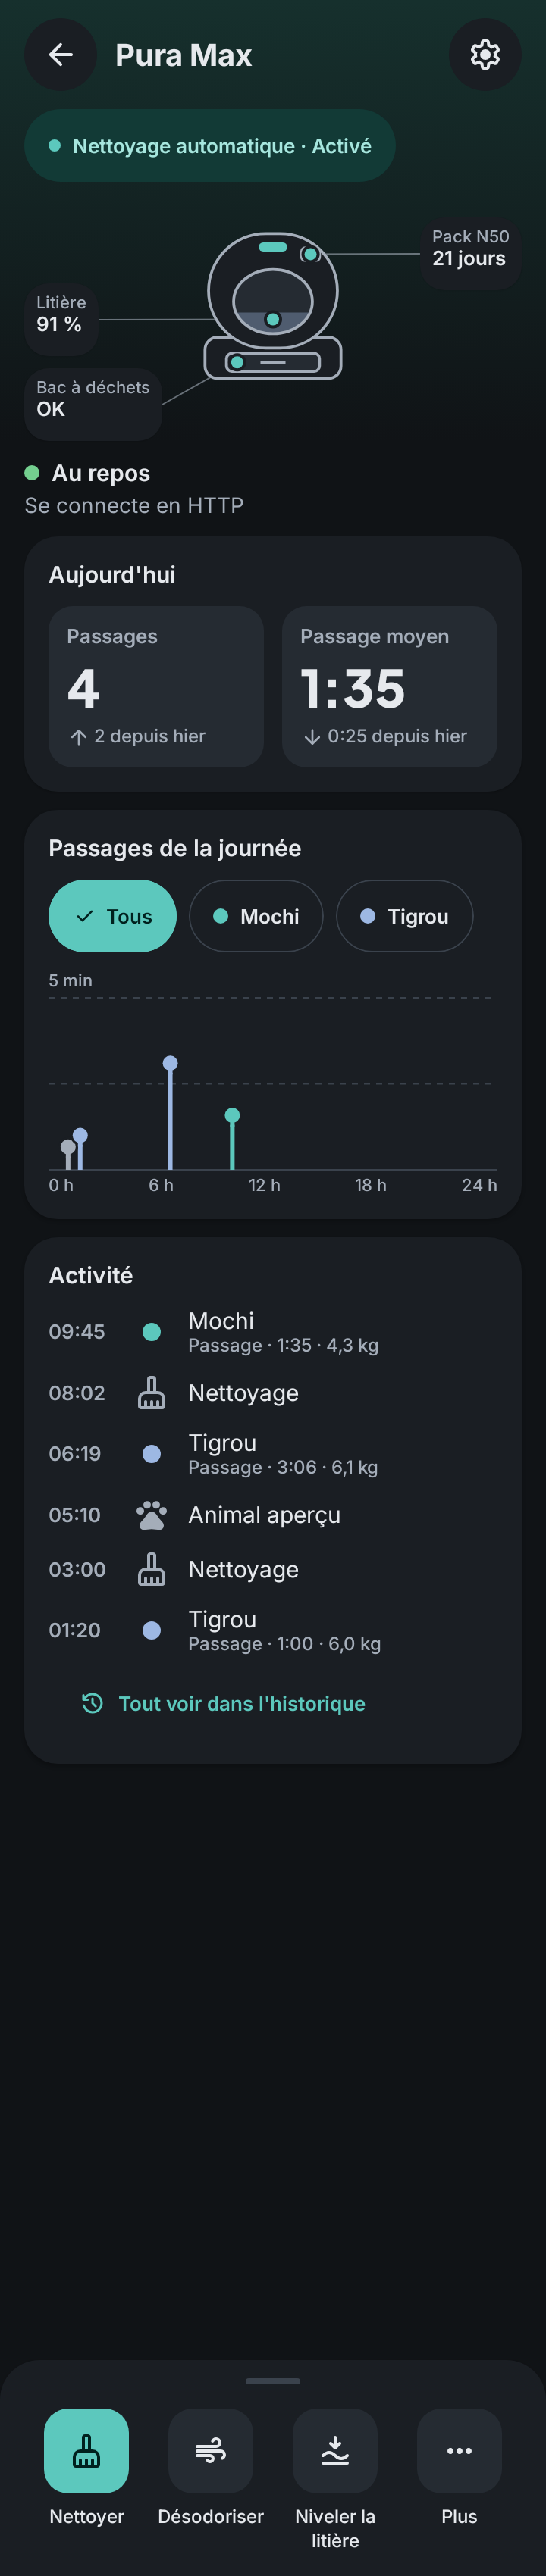 Pura Max
Nettoyage automatique · Activé
Pack N50
21 jours
Litière
91 %
Bac à déchets
OK
Au repos
Se connecte en HTTP
Aujourd'hui
Passages
4
↑ 2 depuis hier
Passage moyen
1:35
↓ 0:25 depuis hier
Passages de la journée
Tous
Mochi
Tigrou
5 min
0 h
6 h
12 h
18 h
24 h
Activité
09:45
Mochi
Passage · 1:35 · 4,3 kg
08:02
Nettoyage
06:19
Tigrou
Passage · 3:06 · 6,1 kg
05:10
Animal aperçu
03:00
Nettoyage
01:20
Tigrou
Passage · 1:00 · 6,0 kg
Tout voir dans l'historique
Nettoyer
Désodoriser
Niveler la
litière
Plus